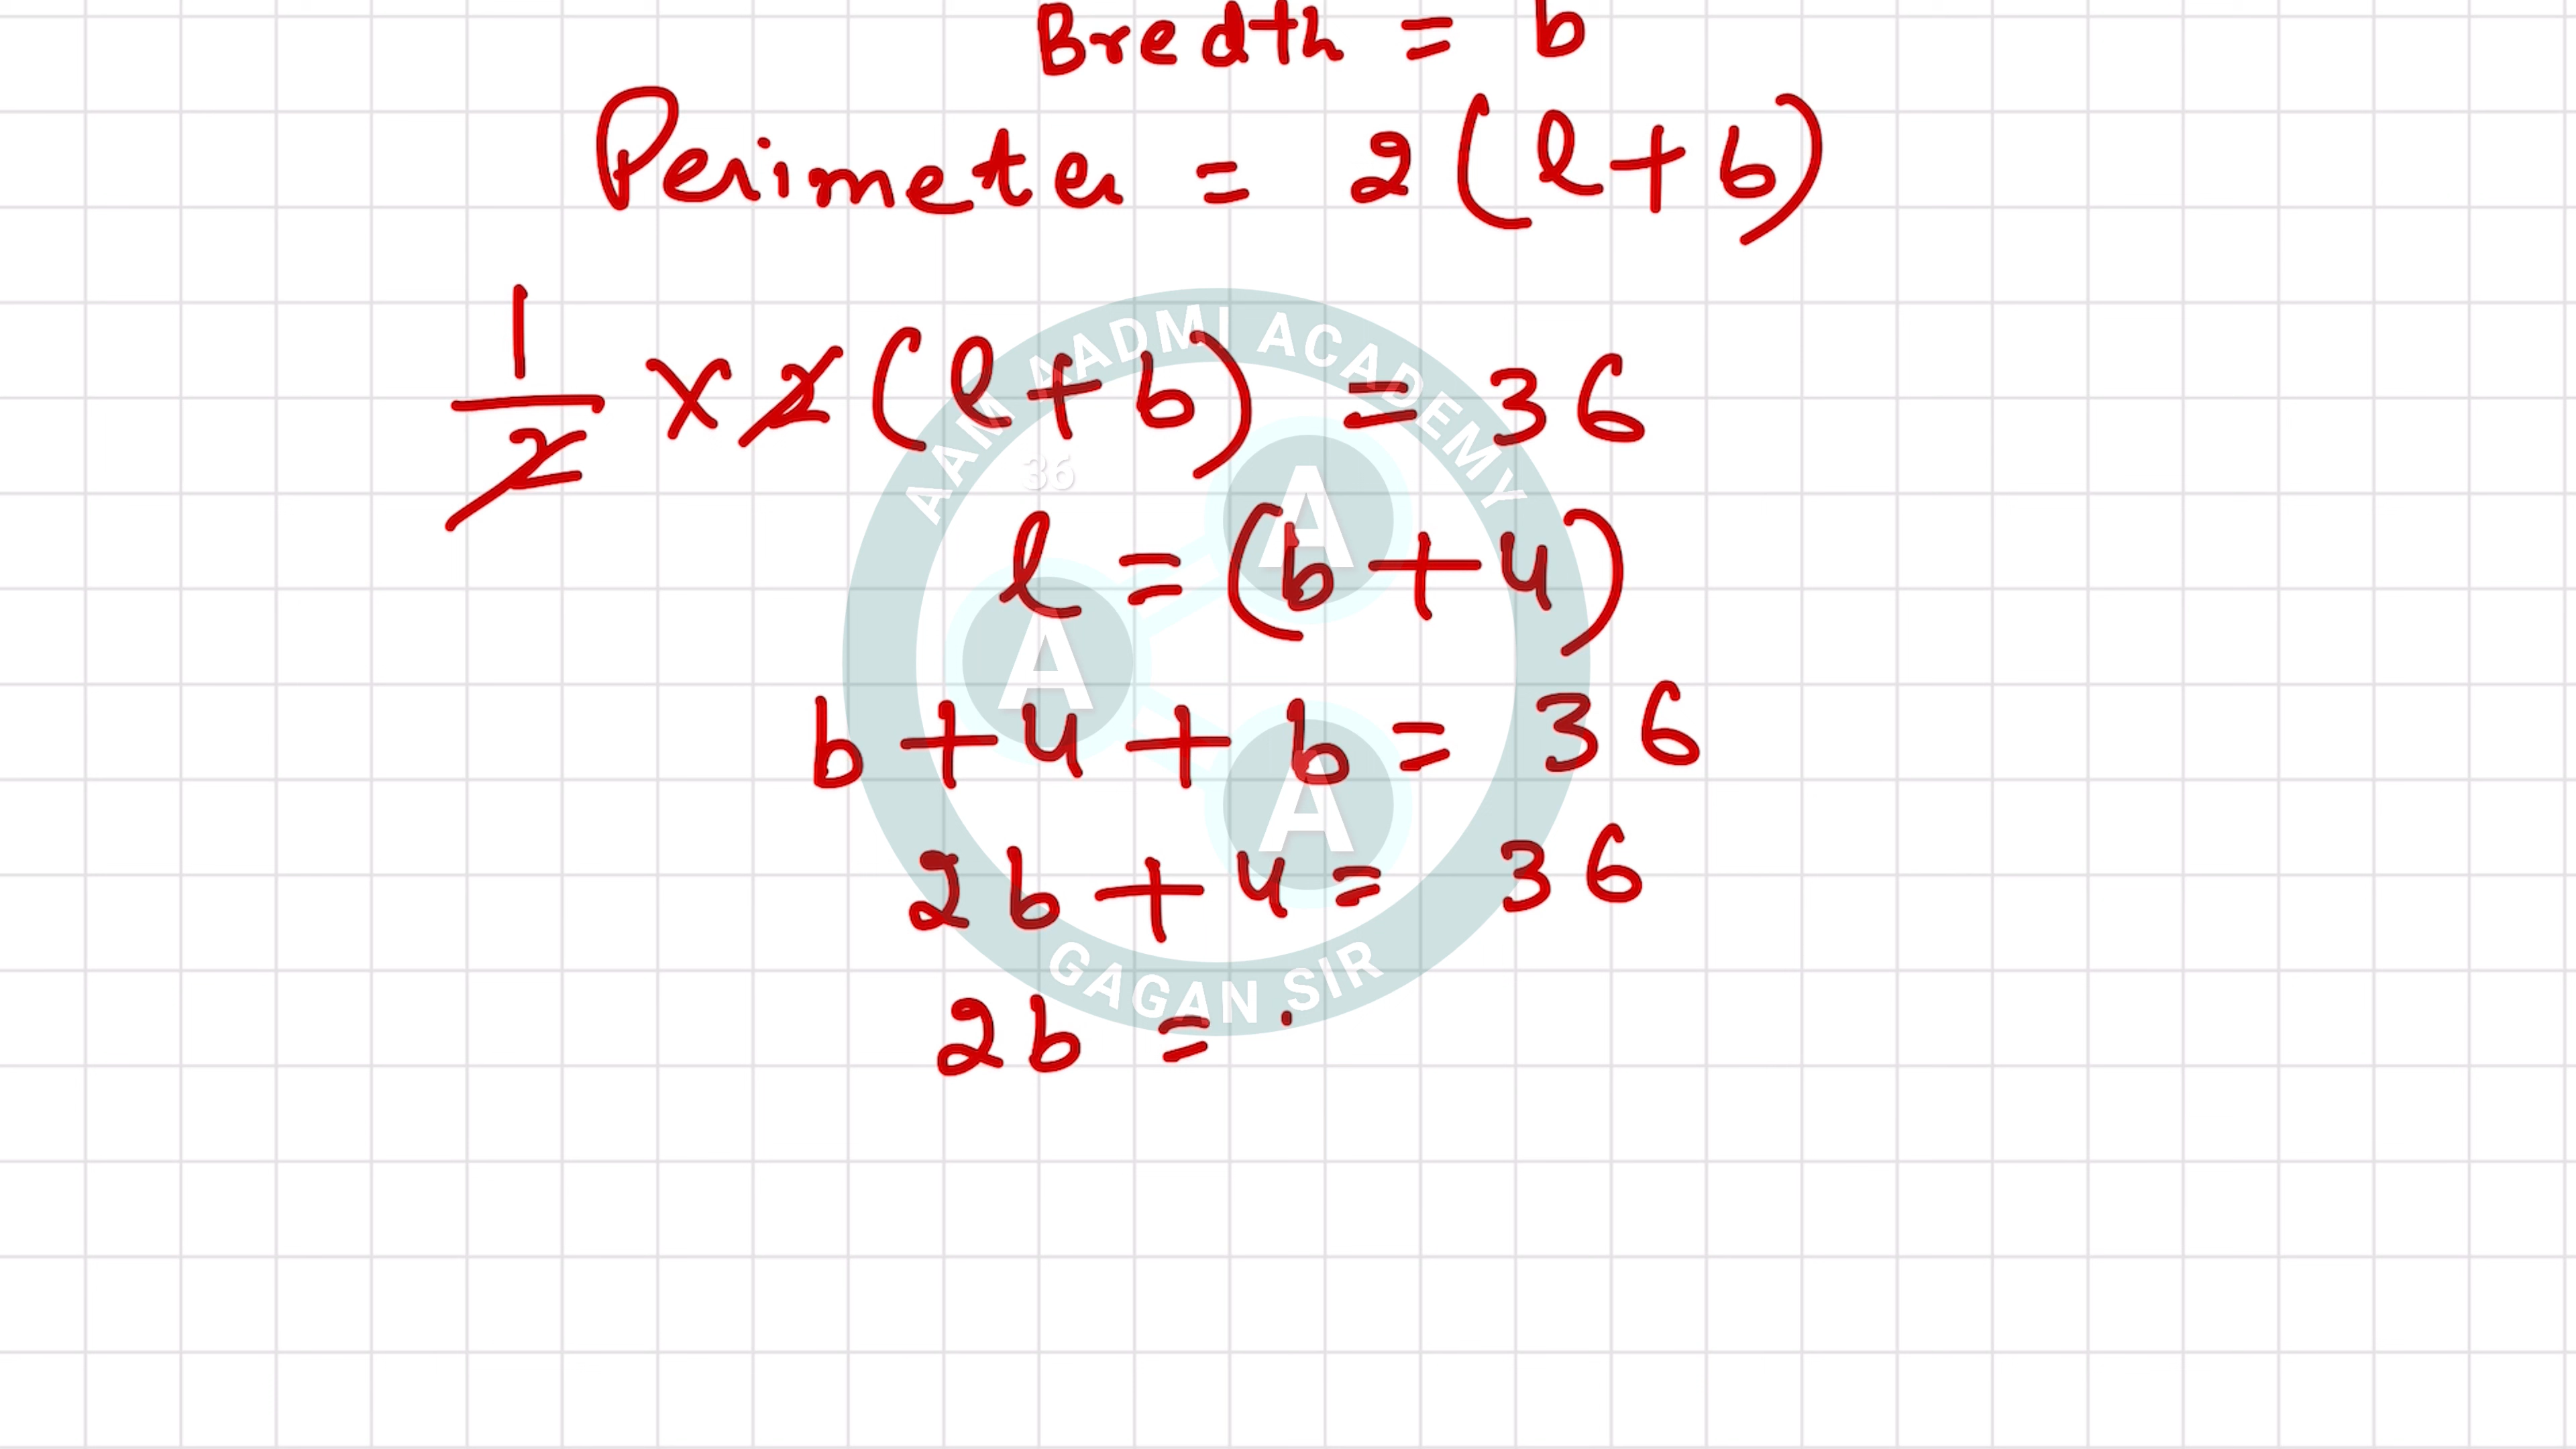 Bredth = b
Perimeter = 2(l+b)
1/2 × 2(l+b) = 36
l = (b+4)
b+4+b = 36
2b+4 = 36
2b =
AAM AADMI ACADEMY
36
A
A
A
GAGAN SIR